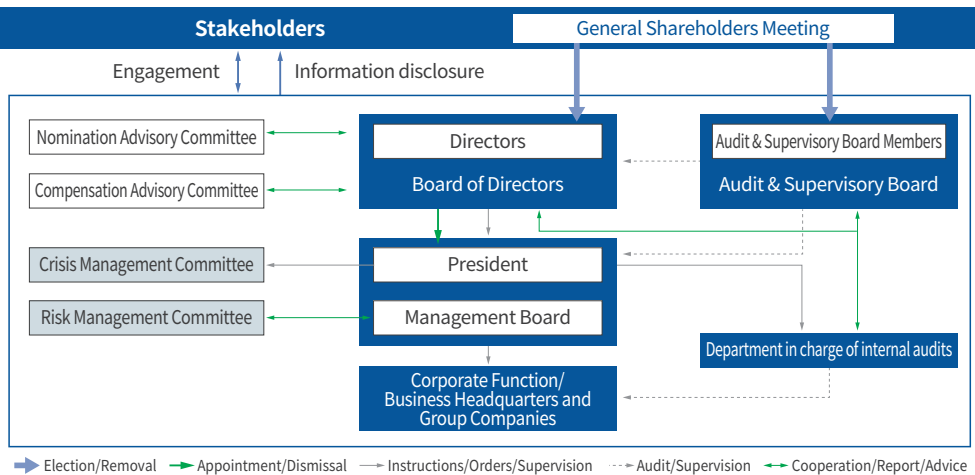 Stakeholders
General Shareholders Meeting
Engagement
Information disclosure
Nomination Advisory Committee
Directors
Audit & Supervisory Board Members
Compensation Advisory Committee
Board of Directors
Audit & Supervisory Board
Crisis Management Committee
President
Risk Management Committee
Management Board
Department in charge of internal audits
Corporate Function/
Business Headquarters and
Group Companies
Election/Removal
Appointment/Dismissal
Instructions/Orders/Supervision
Audit/Supervision
Cooperation/Report/Advice